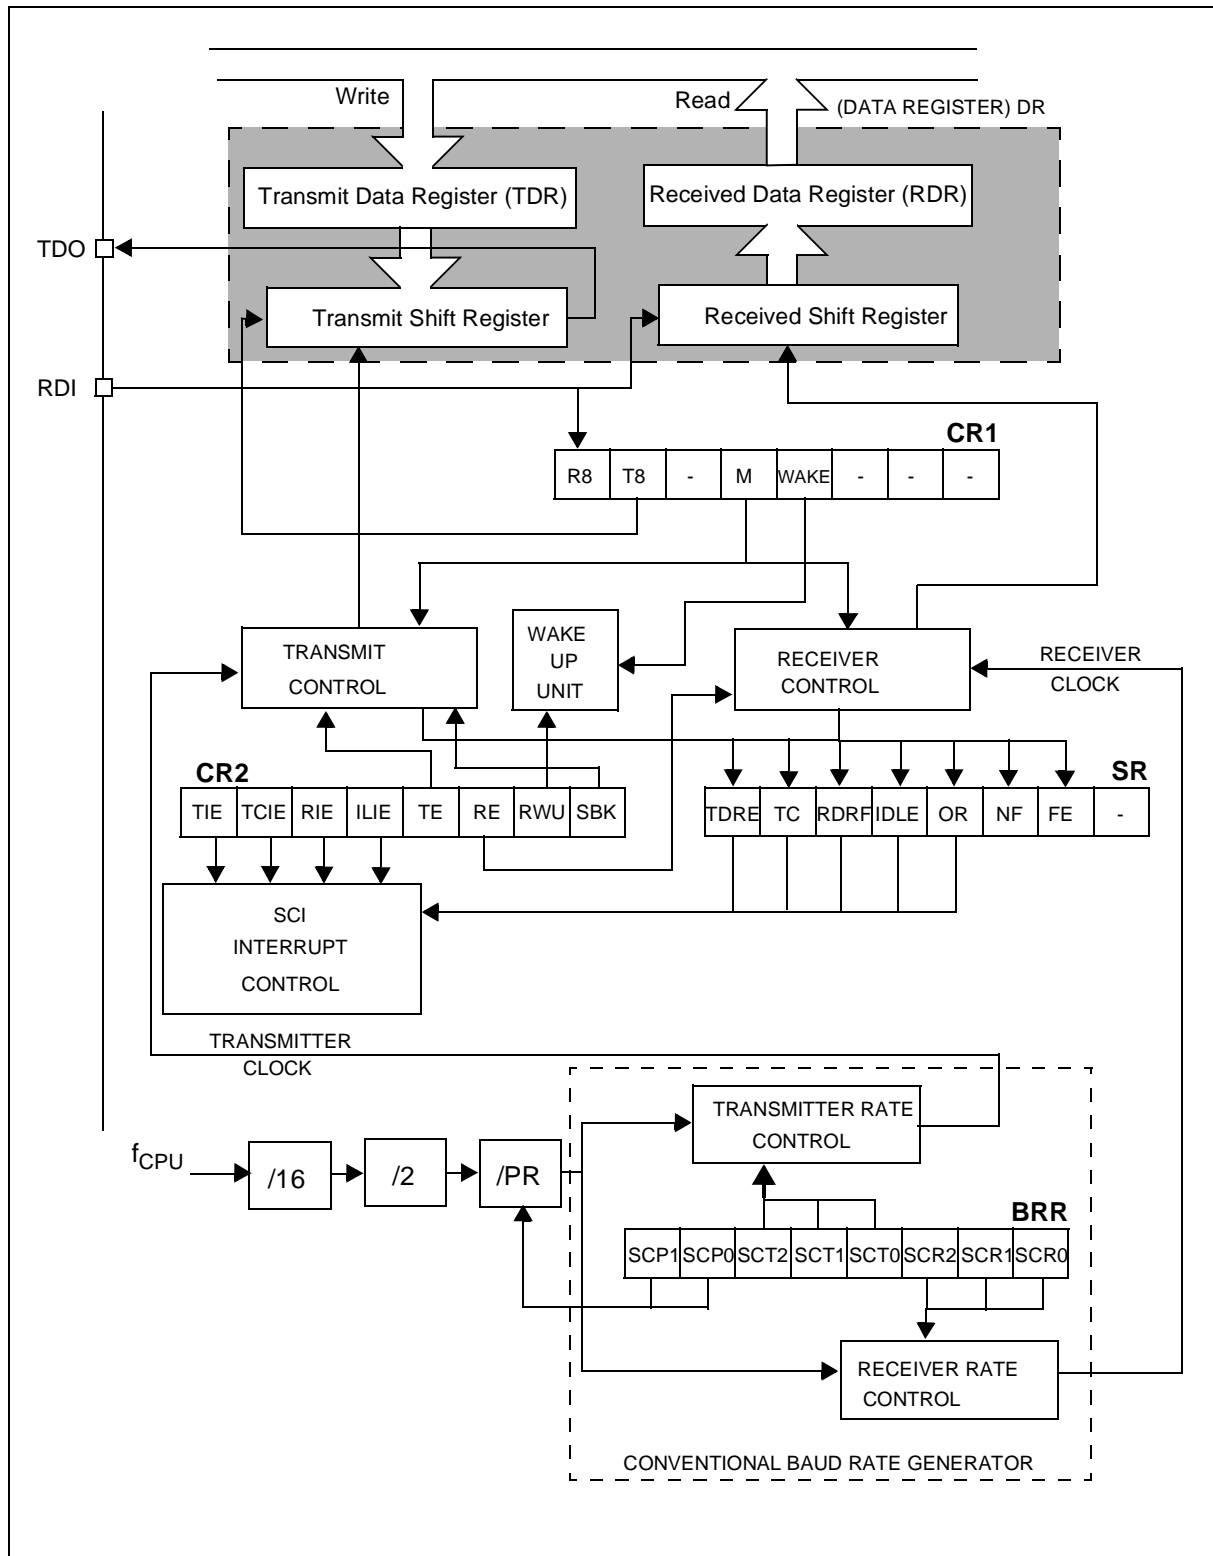 Write
Read
(DATA REGISTER) DR
Transmit Data Register (TDR)
Received Data Register (RDR)
TDO
Transmit Shift Register
Received Shift Register
RDI
CR1
R8 T8 - M WAKE - - -
TRANSMIT
CONTROL
WAKE
UP
UNIT
RECEIVER
CONTROL
RECEIVER
CLOCK
CR2
TIE TCIE RIE ILIE TE RE RWU SBK
SR
TDRE TC RDRF IDLE OR NF FE -
SCI
INTERRUPT
CONTROL
TRANSMITTER
CLOCK
TRANSMITTER RATE
CONTROL
fCPU
/16
/2
/PR
BRR
SCP1 SCP0 SCT2 SCT1 SCT0 SCR2 SCR1 SCR0
RECEIVER RATE
CONTROL
CONVENTIONAL BAUD RATE GENERATOR